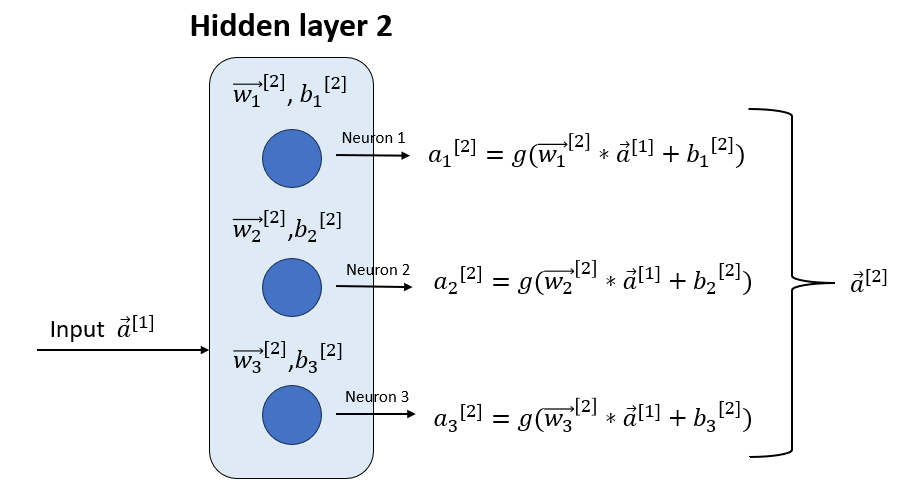 Hidden layer 2
$\overrightarrow{w_1}^{[2]}, b_1^{[2]}$
Neuron 1
$a_1^{[2]} = g(\overrightarrow{w_1}^{[2]} * \vec{a}^{[1]} + b_1^{[2]})$
$\overrightarrow{w_2}^{[2]}, b_2^{[2]}$
Neuron 2
$a_2^{[2]} = g(\overrightarrow{w_2}^{[2]} * \vec{a}^{[1]} + b_2^{[2]})$
$\vec{a}^{[2]}$
Input $\vec{a}^{[1]}$
$\overrightarrow{w_3}^{[2]}, b_3^{[2]}$
Neuron 3
$a_3^{[2]} = g(\overrightarrow{w_3}^{[2]} * \vec{a}^{[1]} + b_3^{[2]})$